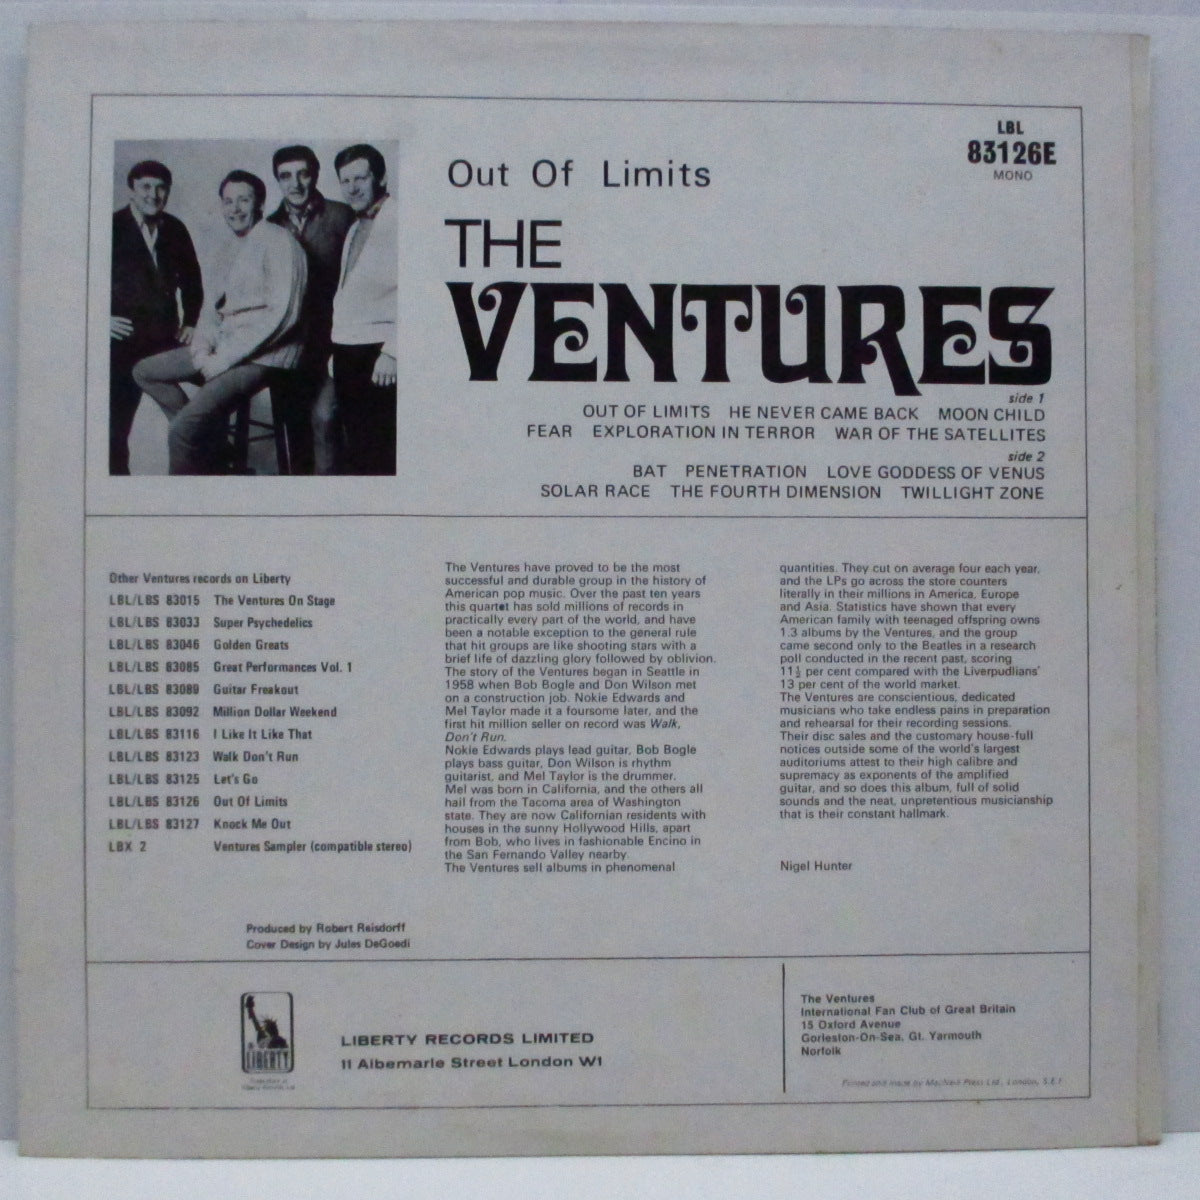 LBL
83126E
MONO
Out Of Limits
THE
VENTURES
side 1
OUT OF LIMITS HE NEVER CAME BACK MOON CHILD
FEAR EXPLORATION IN TERROR WAR OF THE SATELLITES
side 2
BAT PENETRATION LOVE GODDESS OF VENUS
SOLAR RACE THE FOURTH DIMENSION TWILLIGHT ZONE
Other Ventures records on Liberty
LBL/LBS 83015 The Ventures On Stage
LBL/LBS 83033 Super Psychedelics
LBL/LBS 83046 Golden Greats
LBL/LBS 83085 Great Performances Vol. 1
LBL/LBS 83089 Guitar Freakout
LBL/LBS 83092 Million Dollar Weekend
LBL/LBS 83116 I Like It Like That
LBL/LBS 83123 Walk Don't Run
LBL/LBS 83125 Let's Go
LBL/LBS 83126 Out Of Limits
LBL/LBS 83127 Knock Me Out
LBX 2 Ventures Sampler (compatible stereo)
Produced by Robert Reisdorff
Cover Design by Jules DeGoedi
The Ventures have proved to be the most
successful and durable group in the history of
American pop music. Over the past ten years
this quartet has sold millions of records in
practically every part of the world, and have
been a notable exception to the general rule
that hit groups are like shooting stars with a
brief life of dazzling glory followed by oblivion.
The story of the Ventures began in Seattle in
1958 when Bob Bogle and Don Wilson met
on a construction job. Nokie Edwards and
Mel Taylor made it a foursome later, and the
first hit million seller on record was Walk,
Don't Run.
Nokie Edwards plays lead guitar, Bob Bogle
plays bass guitar, Don Wilson is rhythm
guitarist, and Mel Taylor is the drummer.
Mel was born in California, and the others all
hail from the Tacoma area of Washington
state. They are now Californian residents with
houses in the sunny Hollywood Hills, apart
from Bob, who lives in fashionable Encino in
the San Fernando Valley nearby.
The Ventures sell albums in phenomenal
quantities. They cut on average four each year,
and the LPs go across the store counters
literally in their millions in America, Europe
and Asia. Statistics have shown that every
American family with teenaged offspring owns
1.3 albums by the Ventures, and the group
came second only to the Beatles in a research
poll conducted in the recent past, scoring
11½ per cent compared with the Liverpudlians'
13 per cent of the world market.
The Ventures are conscientious, dedicated
musicians who take endless pains in preparation
and rehearsal for their recording sessions.
Their disc sales and the customary house-full
notices outside some of the world's largest
auditoriums attest to their high calibre and
supremacy as exponents of the amplified
guitar, and so does this album, full of solid
sounds and the neat, unpretentious musicianship
that is their constant hallmark.
Nigel Hunter
LIBERTY
LIBERTY RECORDS LIMITED
11 Albemarle Street London W1
The Ventures
International Fan Club of Great Britain
15 Oxford Avenue
Gorleston-On-Sea, Gt. Yarmouth
Norfolk
Printed and made by MacNeill Press Ltd., London, S.E.1